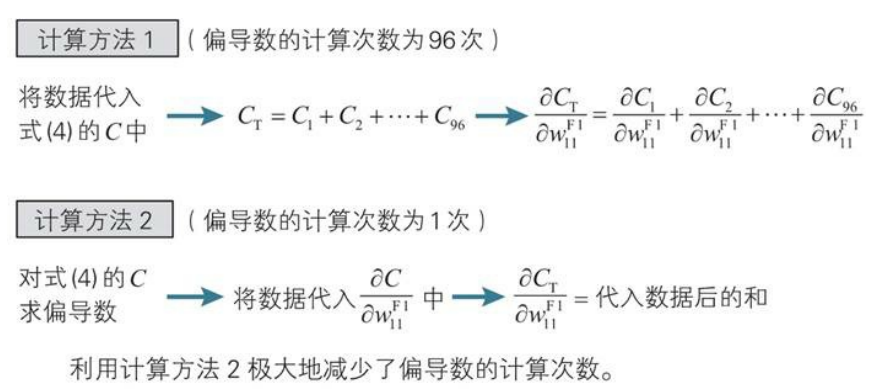 计算方法 1 （偏导数的计算次数为 96 次）
将数据代入
式(4)的 C 中 → C_T = C_1 + C_2 + ⋯ + C_96 → ∂C_T/∂w_11^F1 = ∂C_1/∂w_11^F1 + ∂C_2/∂w_11^F1 + ⋯ + ∂C_96/∂w_11^F1
计算方法 2 （偏导数的计算次数为 1 次）
对式(4)的 C
求偏导数 → 将数据代入 ∂C/∂w_11^F1 中 → ∂C_T/∂w_11^F1 = 代入数据后的和
利用计算方法 2 极大地减少了偏导数的计算次数。